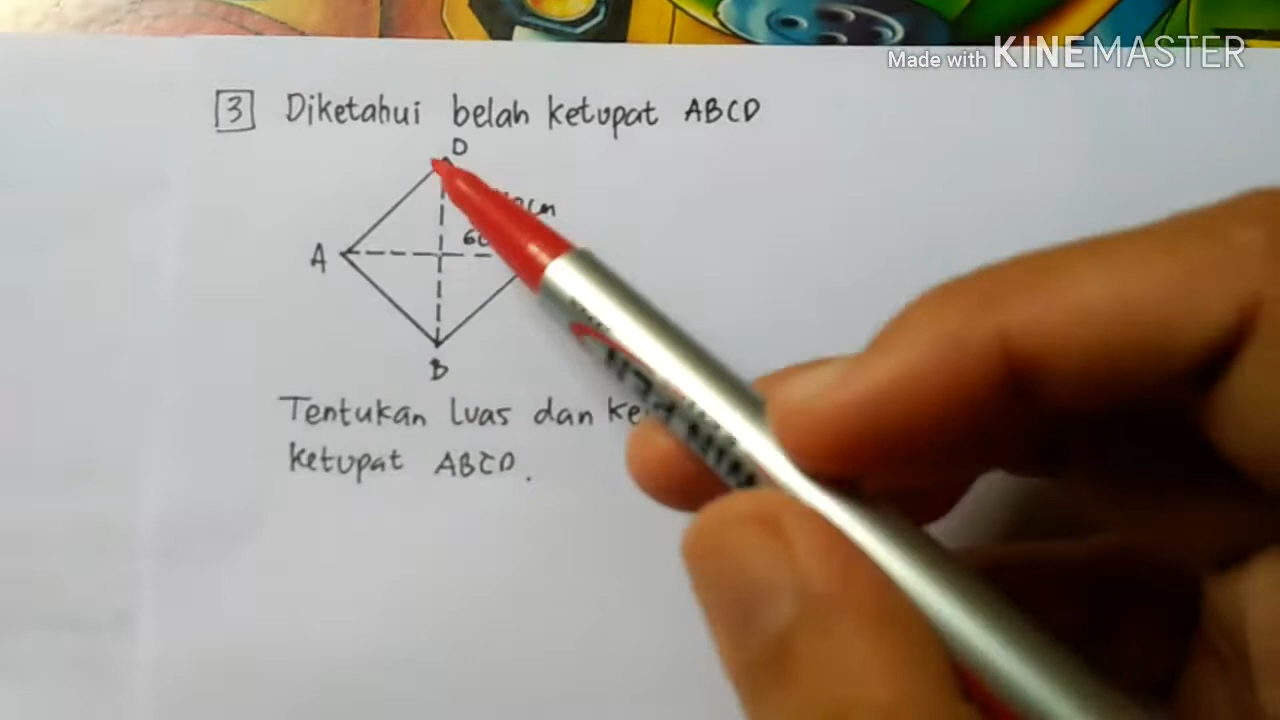 Made with KINEMASTER
3 Diketahui belah ketupat ABCD
D
A
B
Tentukan luas dan
ketupat ABCD.